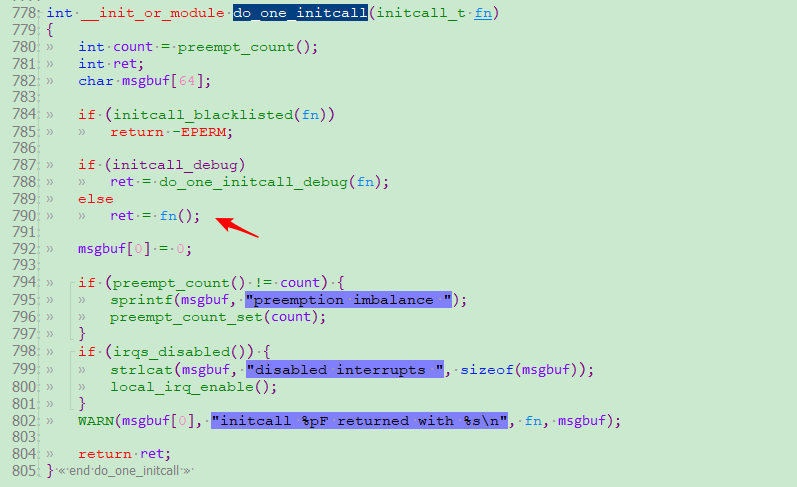 778 int __init_or_module do_one_initcall(initcall_t fn)
779 {
780 » int count = preempt_count();
781 » int ret;
782 » char msgbuf[64];
783
784 » if (initcall_blacklisted(fn))
785 » » return -EPERM;
786
787 » if (initcall_debug)
788 » » ret = do_one_initcall_debug(fn);
789 » else
790 » » ret = fn();
791
792 » msgbuf[0] = 0;
793
794 » if (preempt_count() != count) {
795 » » sprintf(msgbuf, "preemption imbalance ");
796 » » preempt_count_set(count);
797 » }
798 » if (irqs_disabled()) {
799 » » strlcat(msgbuf, "disabled interrupts ", sizeof(msgbuf));
800 » » local_irq_enable();
801 » }
802 » WARN(msgbuf[0], "initcall %pF returned with %s\n", fn, msgbuf);
803
804 » return ret;
805 } « end do_one_initcall »